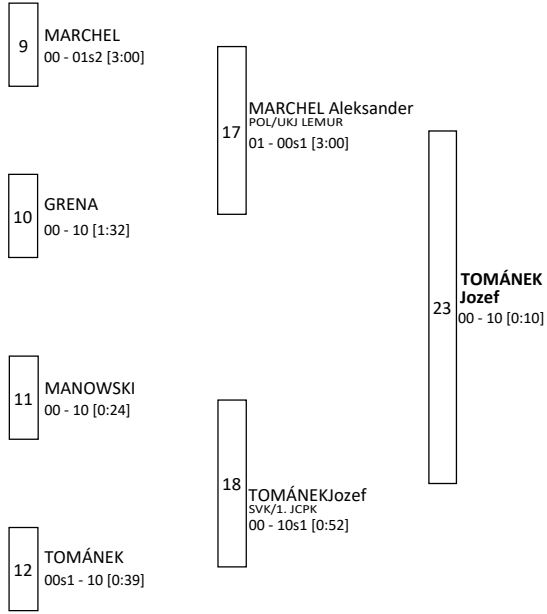 9
MARCHEL
00 - 01s2 [3:00]
17
MARCHEL Aleksander
POL/UKJ LEMUR
01 - 00s1 [3:00]
10
GRENA
00 - 10 [1:32]
23
TOMÁNEK
Jozef
00 - 10 [0:10]
11
MANOWSKI
00 - 10 [0:24]
18
TOMÁNEKJozef
SVK/1. JCPK
00 - 10s1 [0:52]
12
TOMÁNEK
00s1 - 10 [0:39]